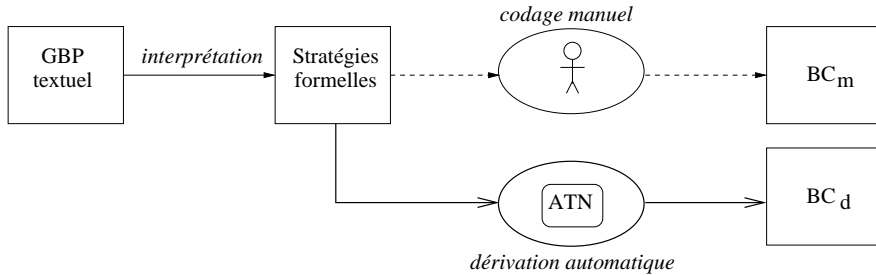 codage manuel
GBP
textuel
interprétation
Stratégies
formelles
BCm
ATN
BCd
dérivation automatique